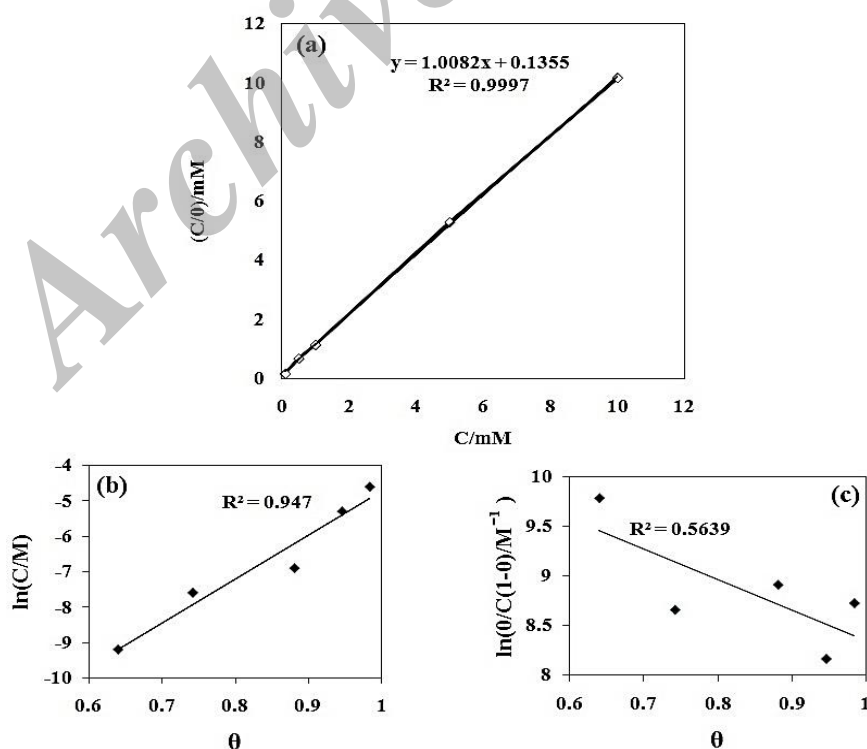 Archive
(a)
y = 1.0082x + 0.1355
R² = 0.9997
12
10
8
6
4
2
0
(C/0)/mM
0 2 4 6 8 10 12
C/mM
(b)
R² = 0.947
-4
-5
-6
-7
-8
-9
-10
ln(C/M)
0.6 0.7 0.8 0.9 1
θ
(c)
R² = 0.5639
10
9.5
9
8.5
8
ln(0/C(1-0)/M⁻¹ )
0.6 0.7 0.8 0.9 1
θ